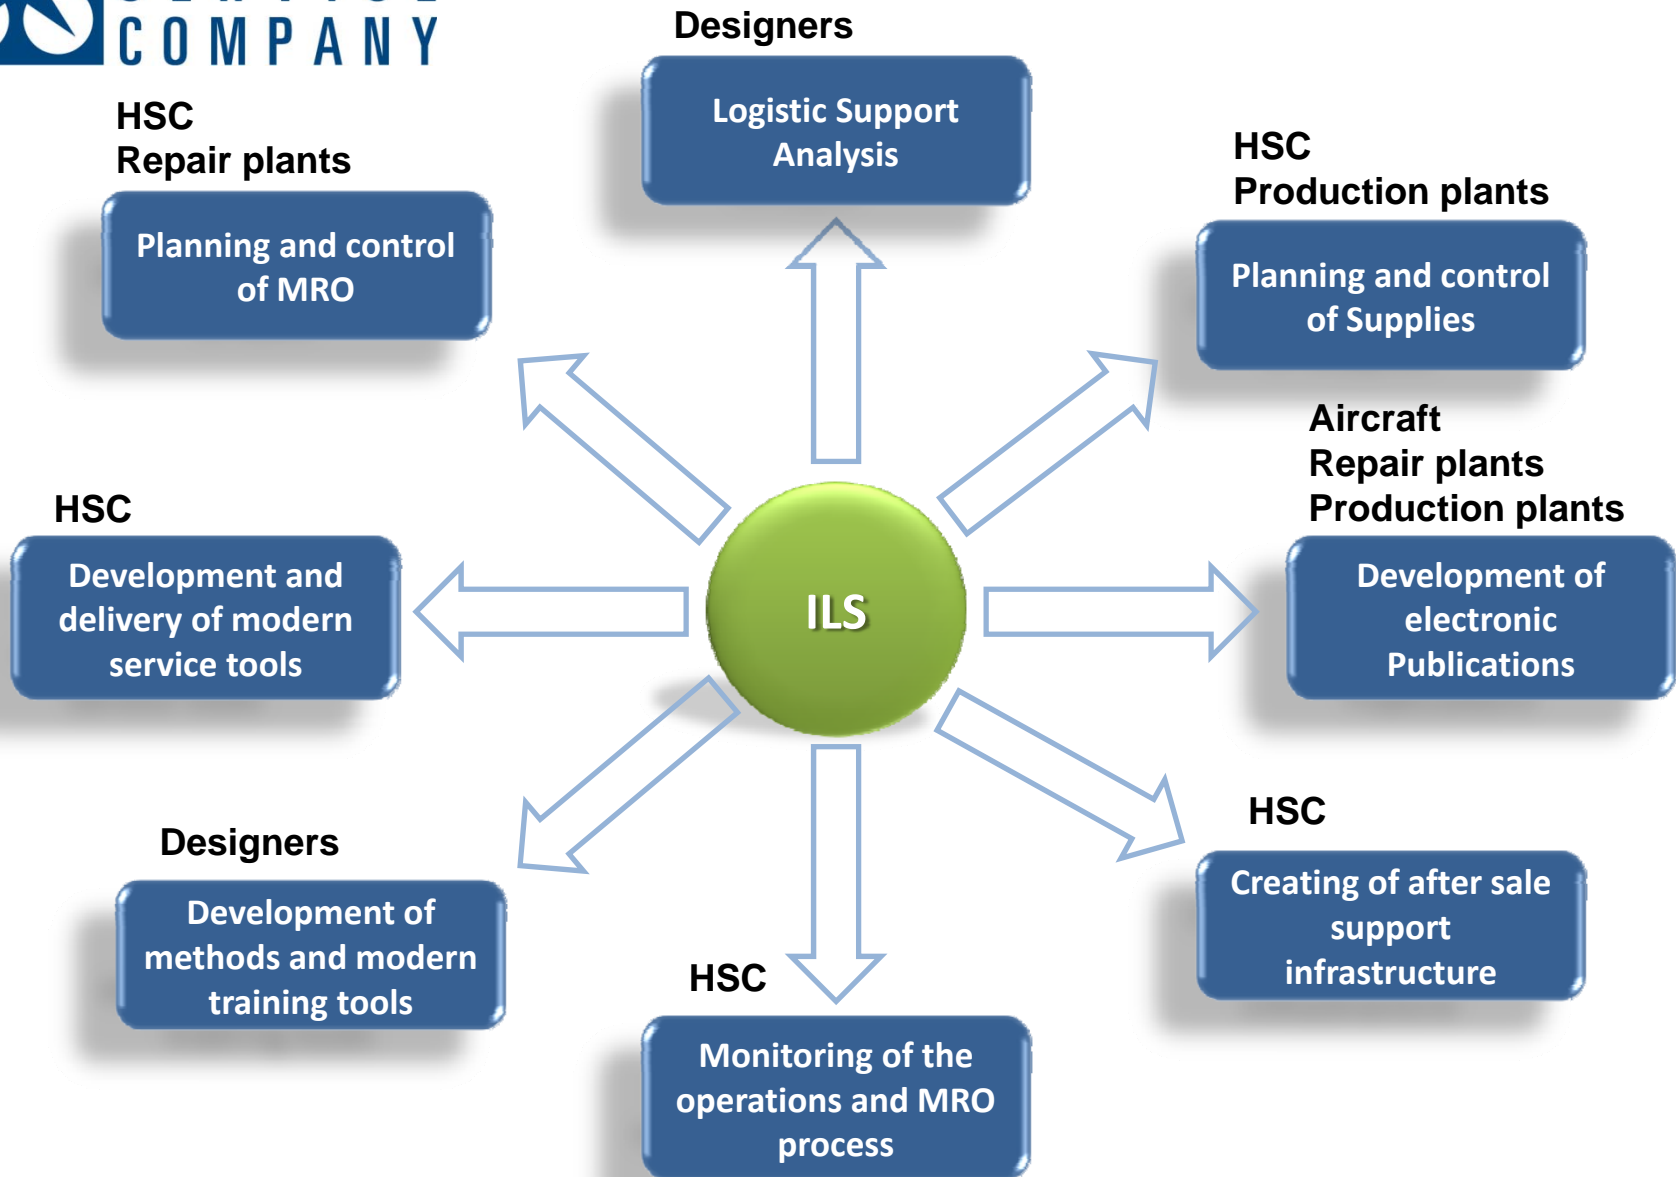 COMPANY
Designers
Logistic Support
Analysis
HSC
Repair plants
Planning and control
of MRO
HSC
Production plants
Planning and control
of Supplies
Aircraft
Repair plants
Production plants
Development of
electronic
Publications
HSC
Development and
delivery of modern
service tools
ILS
HSC
Creating of after sale
support
infrastructure
Designers
Development of
methods and modern
training tools
HSC
Monitoring of the
operations and MRO
process